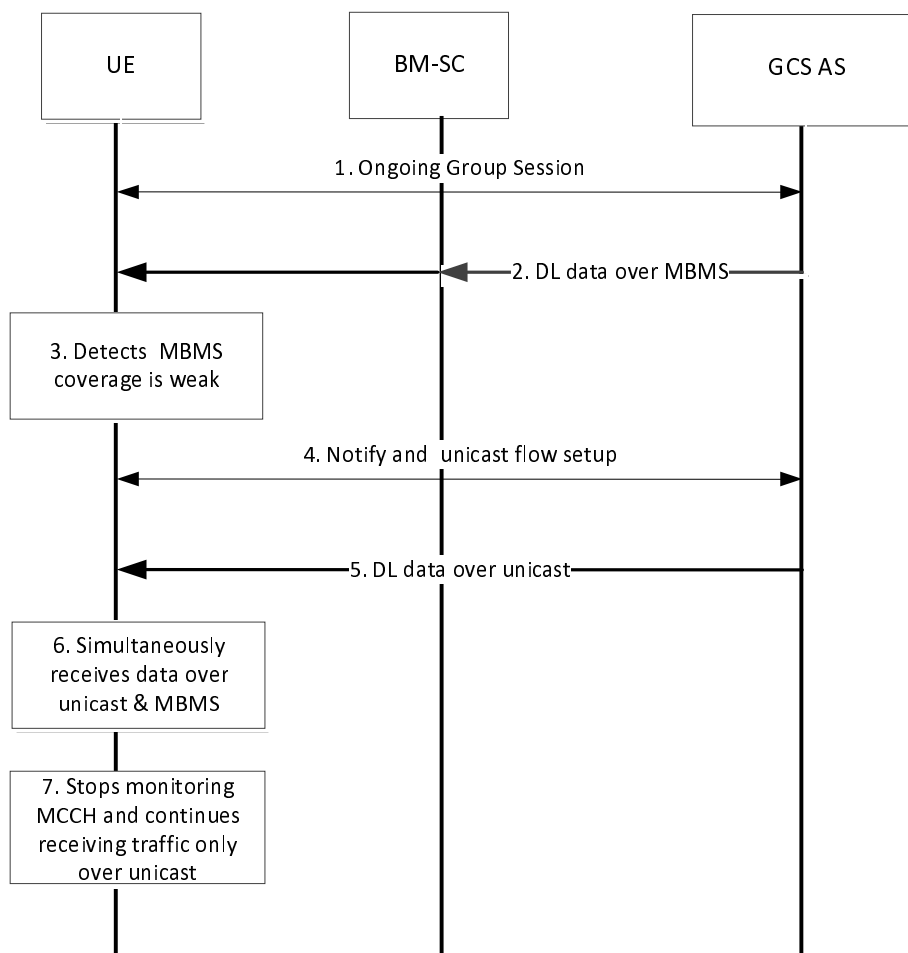 UE
BM-SC
GCS AS
1. Ongoing Group Session
2. DL data over MBMS
3. Detects MBMS
coverage is weak
4. Notify and unicast flow setup
5. DL data over unicast
6. Simultaneously
receives data over
unicast & MBMS
7. Stops monitoring
MCCH and continues
receiving traffic only
over unicast